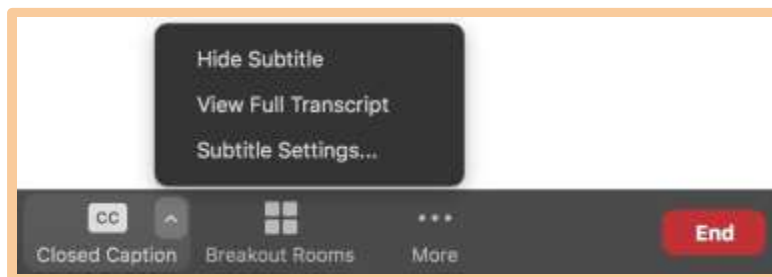 Hide Subtitle
View Full Transcript
Subtitle Settings...
CC
Closed Caption
Breakout Rooms
More
End